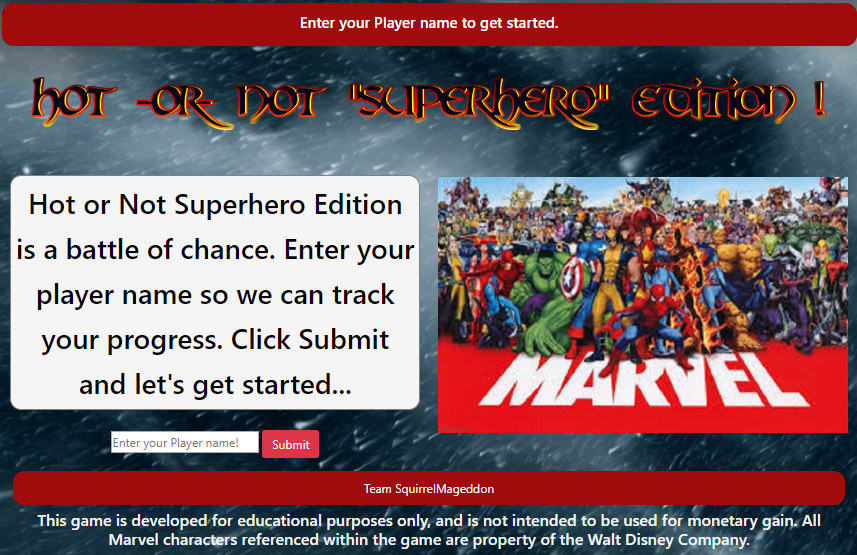 Enter your Player name to get started.
HOT -OR- NOT "SUPERHERO" EDITION !
Hot or Not Superhero Edition
is a battle of chance. Enter your
player name so we can track
your progress. Click Submit
and let's get started...
MARVEL
Enter your Player name!
Submit
Team SquirrelMageddon
This game is developed for educational purposes only, and is not intended to be used for monetary gain. All
Marvel characters referenced within the game are property of the Walt Disney Company.